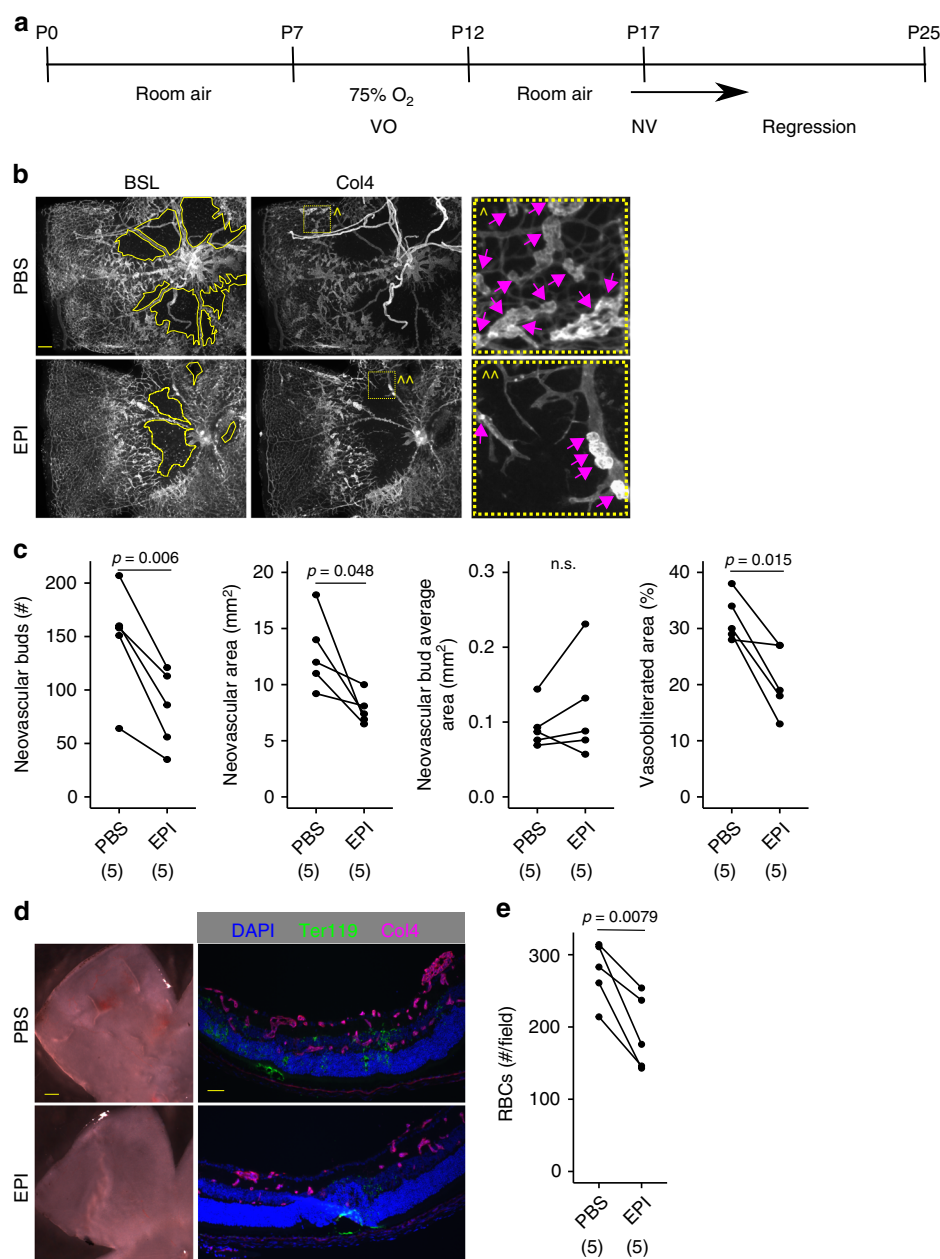 a
P0 P7 P12 P17 P25
Room air 75% O₂ Room air
VO NV Regression
b
BSL Col4
PBS
^
^
EPI
^^
^^
c
Neovascular buds (#)
p = 0.006
200
150
100
50
0
PBS EPI
(5) (5)
Neovascular area (mm²)
p = 0.048
20
15
10
5
0
PBS EPI
(5) (5)
Neovascular bud average
area (mm²)
n.s.
0.3
0.2
0.1
0.0
PBS EPI
(5) (5)
Vasoobliterated area (%)
p = 0.015
40
30
20
10
0
PBS EPI
(5) (5)
d
DAPI Ter119 Col4
PBS
EPI
e
RBCs (#/field)
p = 0.0079
300
200
100
0
PBS EPI
(5) (5)